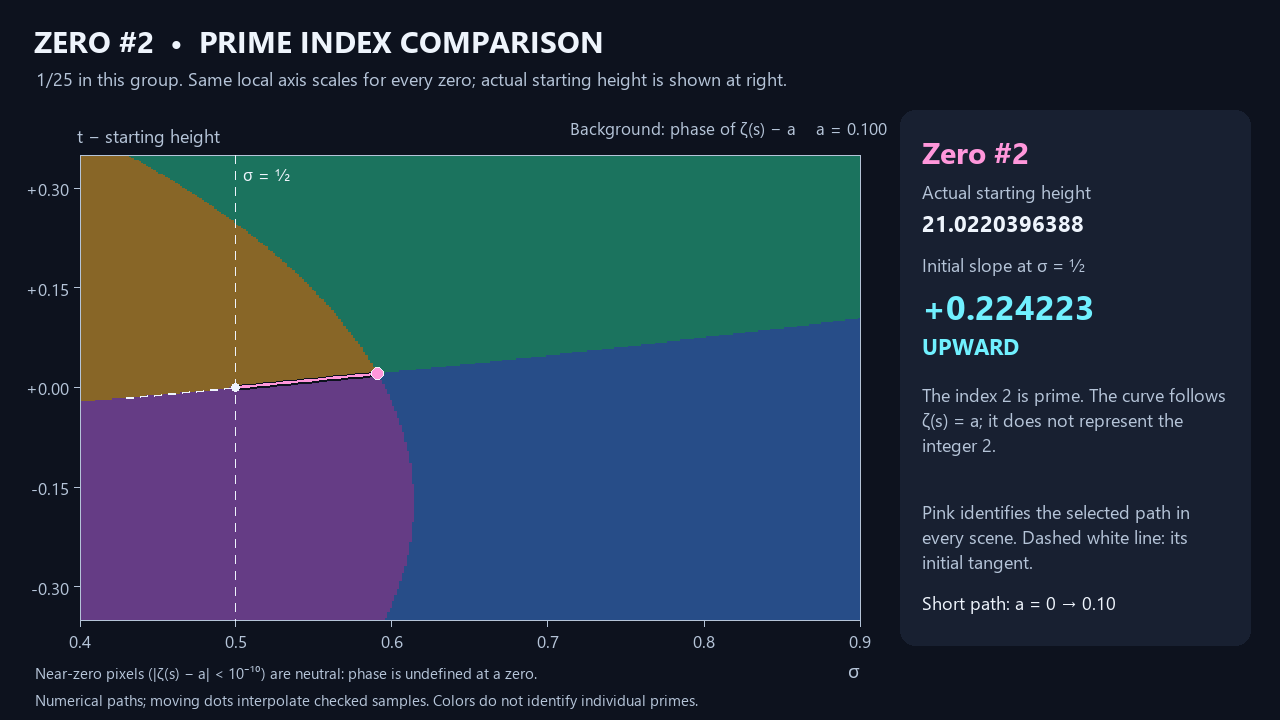 ZERO #2 • PRIME INDEX COMPARISON
1/25 in this group. Same local axis scales for every zero; actual starting height is shown at right.
t − starting height
Background: phase of ζ(s) − a a = 0.100
σ = ½
+0.30
+0.15
+0.00
-0.15
-0.30
0.4 0.5 0.6 0.7 0.8 0.9
σ
Zero #2
Actual starting height
21.0220396388
Initial slope at σ = ½
+0.224223
UPWARD
The index 2 is prime. The curve follows
ζ(s) = a; it does not represent the
integer 2.
Pink identifies the selected path in
every scene. Dashed white line: its
initial tangent.
Short path: a = 0 → 0.10
Near-zero pixels (|ζ(s) − a| < 10⁻¹⁰) are neutral: phase is undefined at a zero.
Numerical paths; moving dots interpolate checked samples. Colors do not identify individual primes.